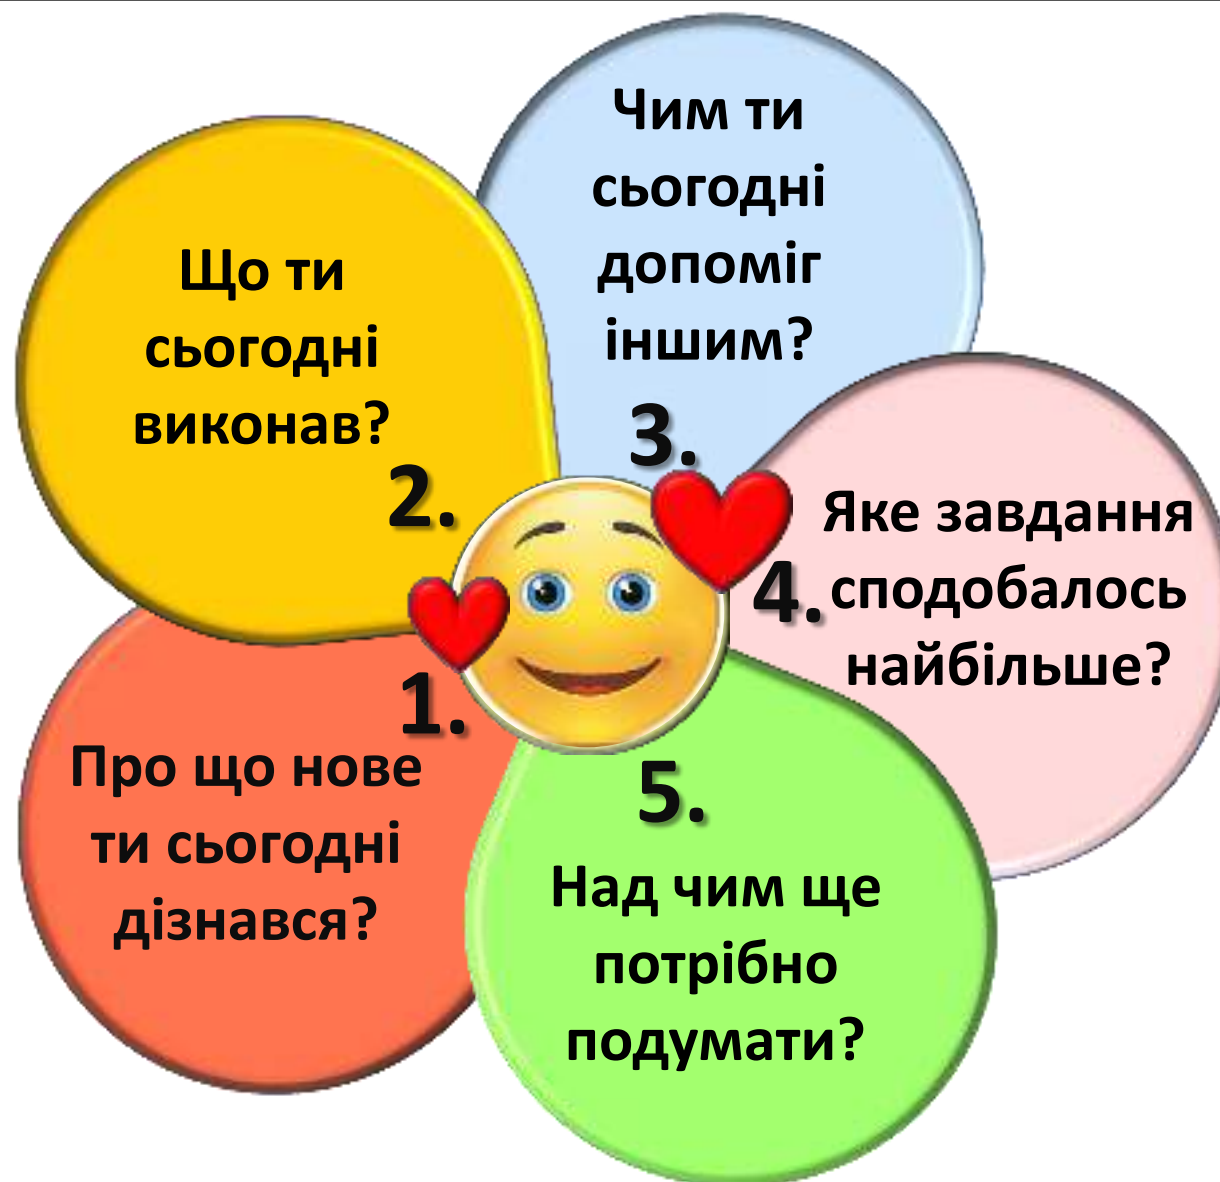 1.
Про що нове
ти сьогодні
дізнався?
2.
Що ти
сьогодні
виконав?
3.
Чим ти
сьогодні
допоміг
іншим?
4.
Яке завдання
сподобалось
найбільше?
5.
Над чим ще
потрібно
подумати?